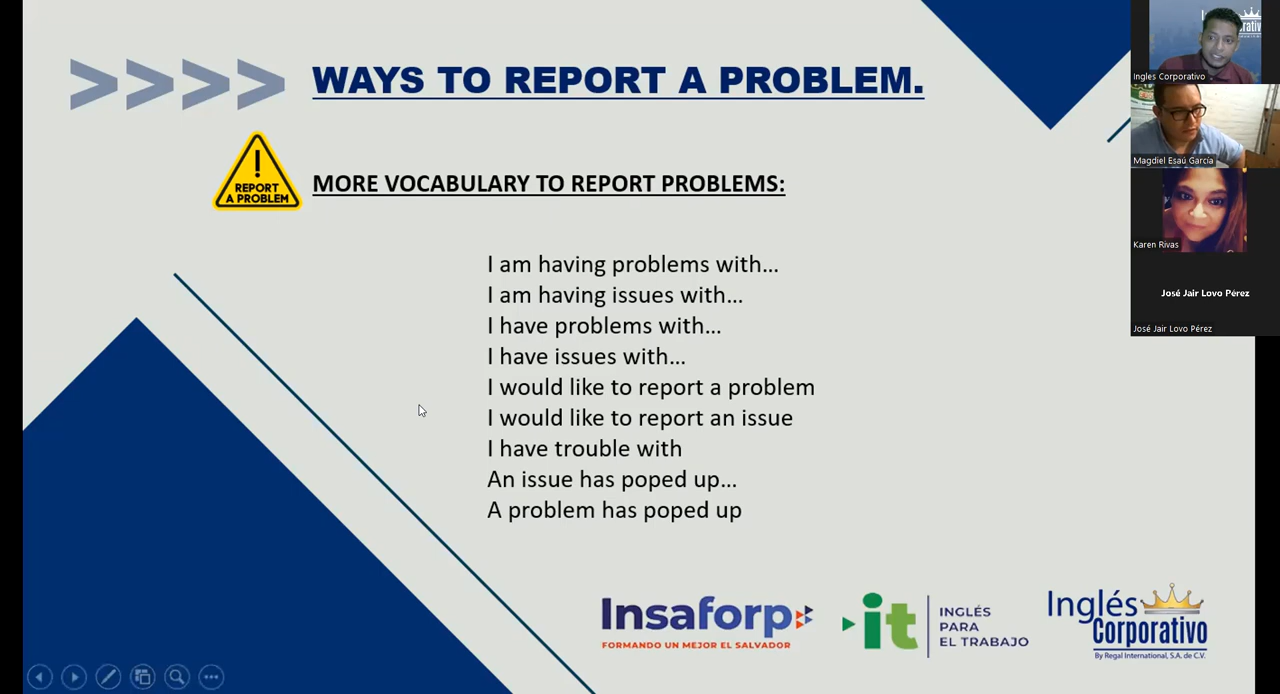 WAYS TO REPORT A PROBLEM.
!
REPORT
A PROBLEM
MORE VOCABULARY TO REPORT PROBLEMS:
I am having problems with...
I am having issues with...
I have problems with...
I have issues with...
I would like to report a problem
I would like to report an issue
I have trouble with
An issue has poped up...
A problem has poped up
Insaforp
FORMANDO UN MEJOR EL SALVADOR
it
INGLÉS
PARA
EL TRABAJO
Inglés
Corporativo
By Regal International, S.A. de C.V.
Ingles Corporativo
Magdiel Esaú García
Karen Rivas
José Jair Lovo Pérez
José Jair Lovo Pérez